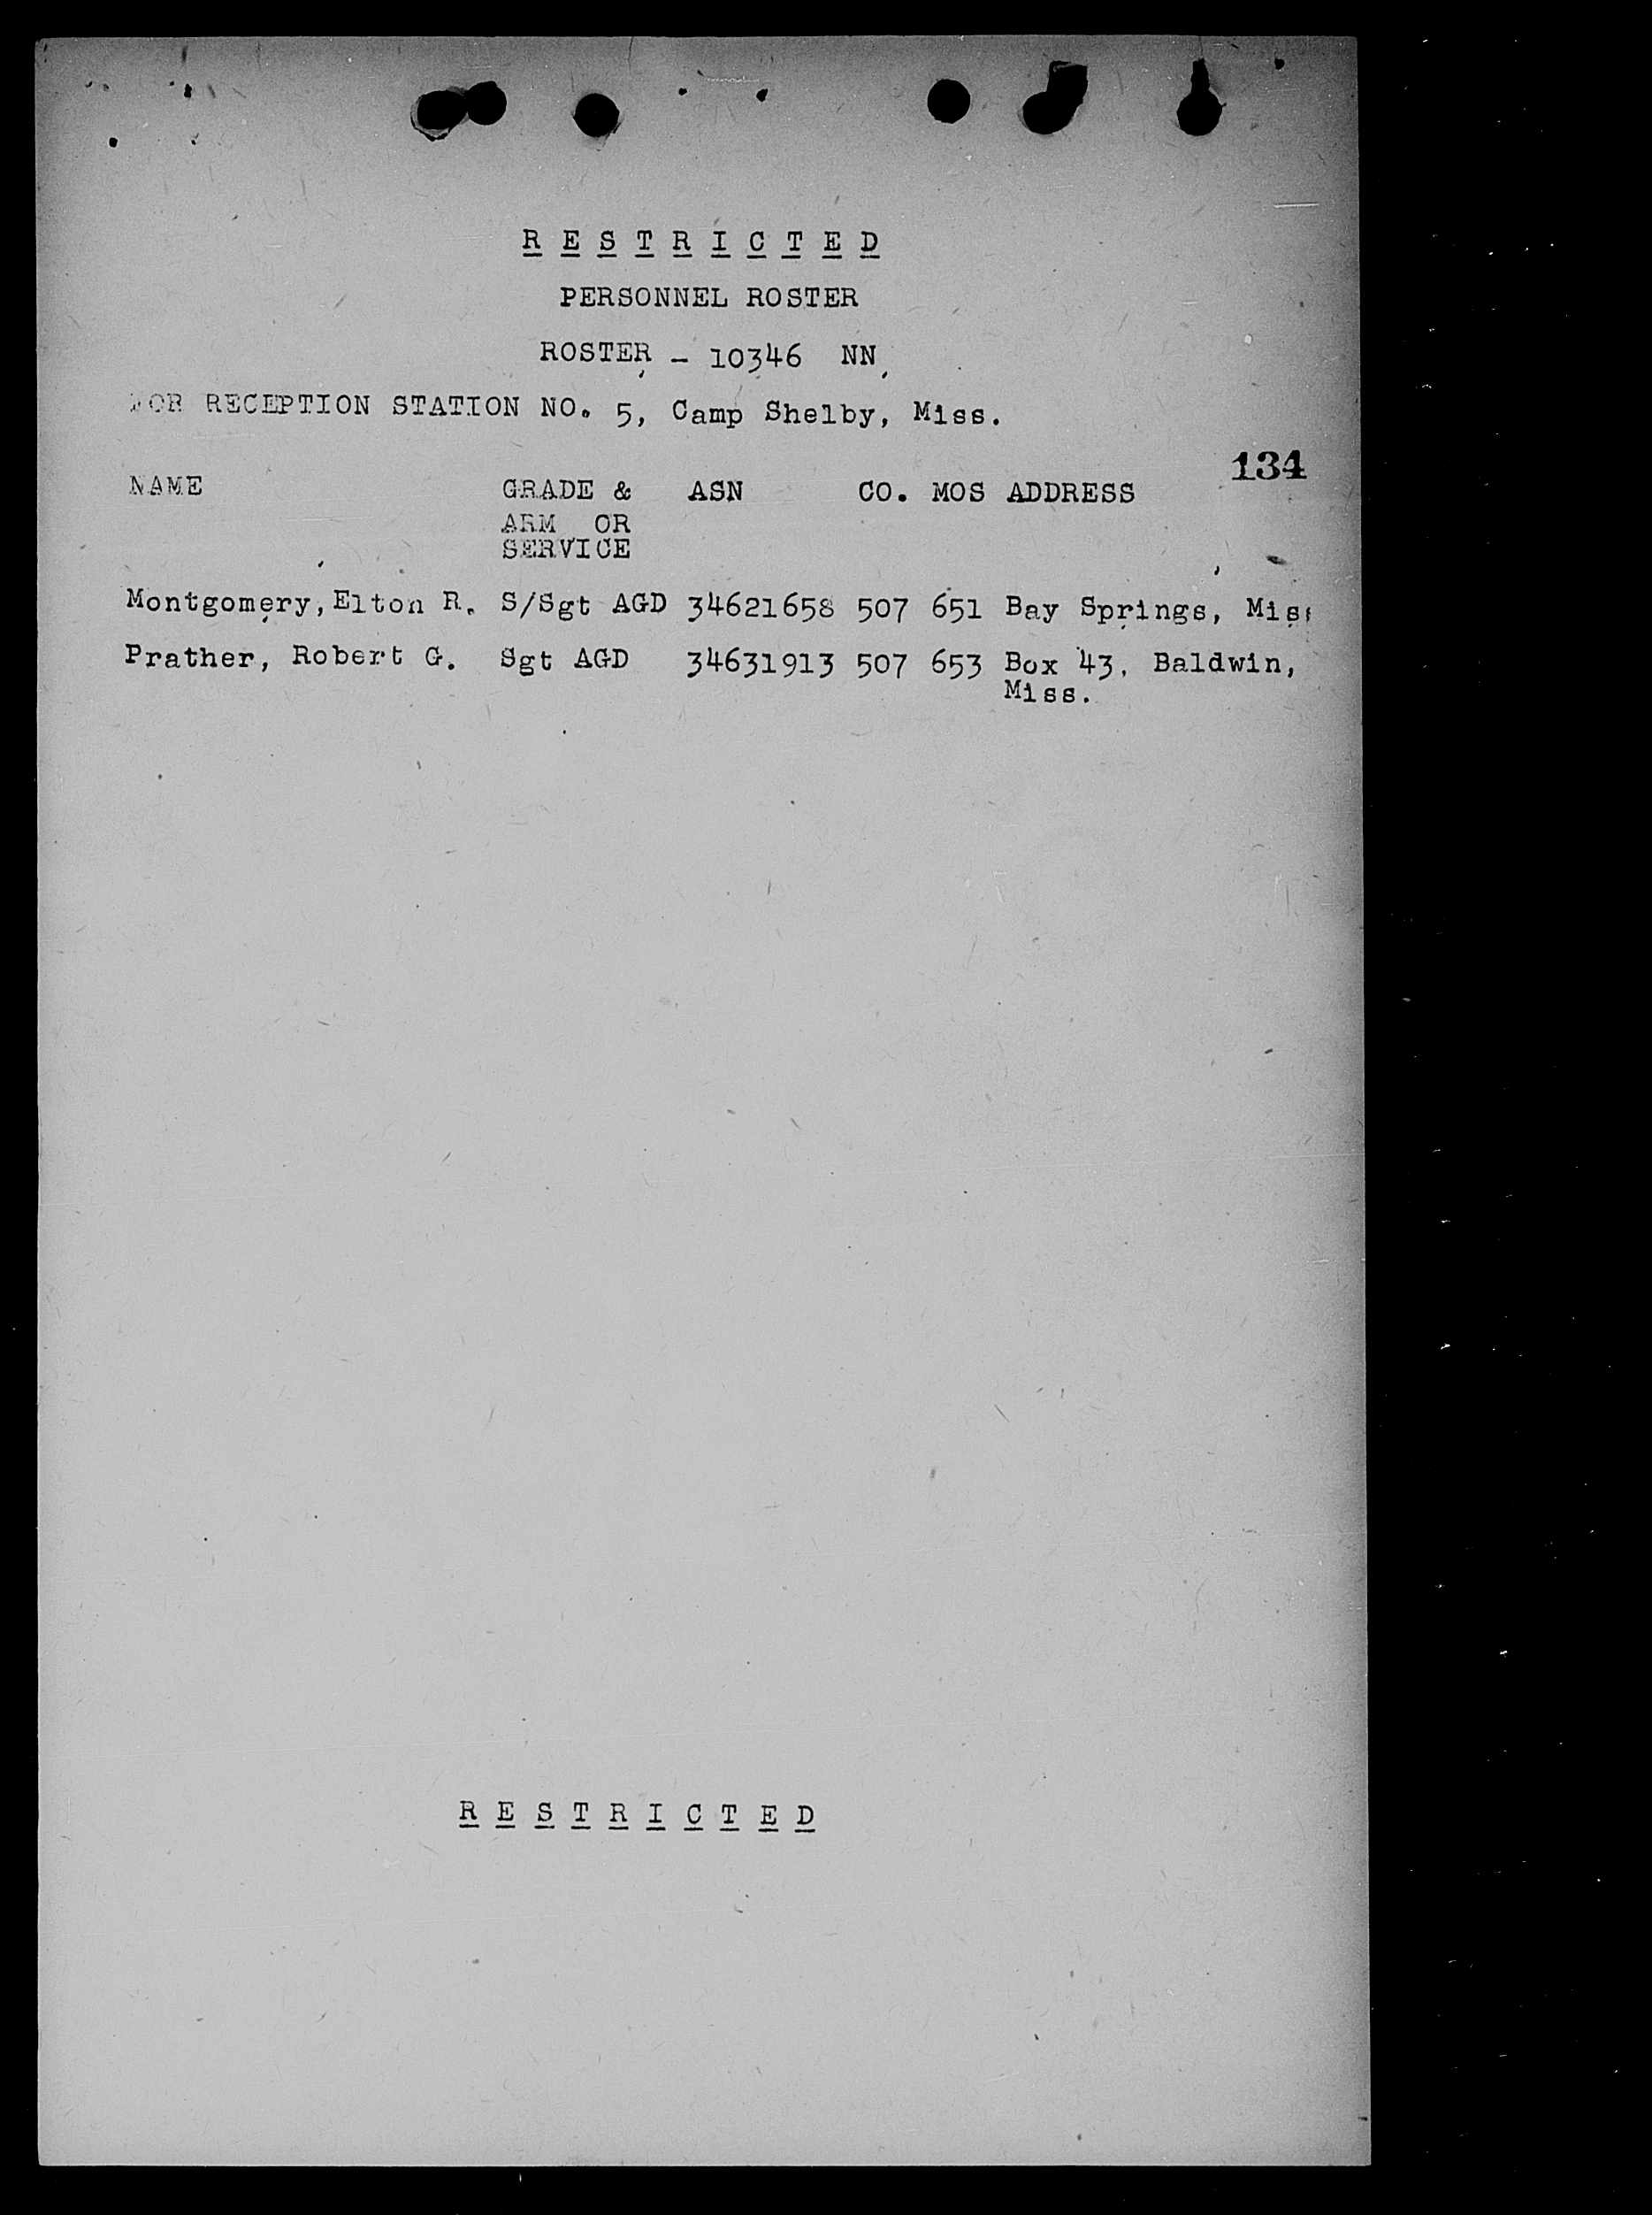 R E S T R I C T E D
PERSONNEL ROSTER
ROSTER - 10346 NN
FOR RECEPTION STATION NO. 5, Camp Shelby, Miss.
134
NAME GRADE & ASN CO. MOS ADDRESS
ARM OR
SERVICE
Montgomery, Elton R. S/Sgt AGD 34621658 507 651 Bay Springs, Miss
Prather, Robert G. Sgt AGD 34631913 507 653 Box 43, Baldwin,
Miss.
R E S T R I C T E D